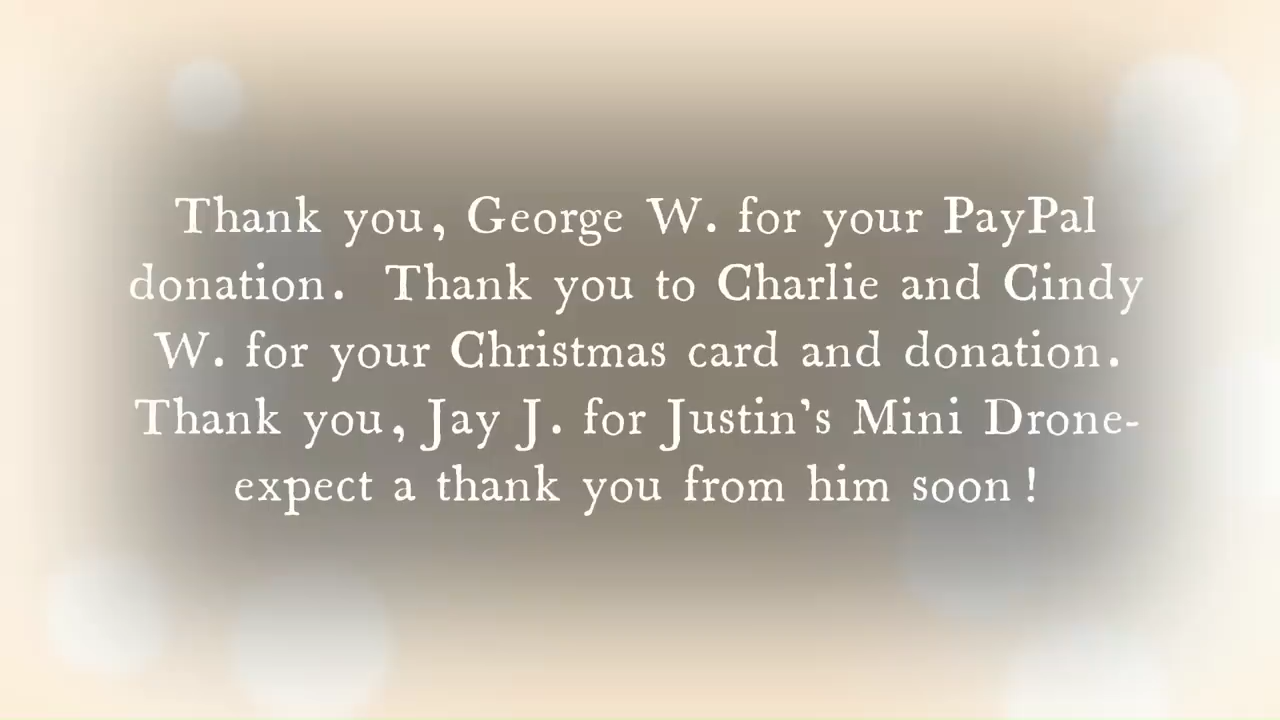 Thank you, George W. for your PayPal
donation.  Thank you to Charlie and Cindy
W. for your Christmas card and donation.
Thank you, Jay J. for Justin's Mini Drone-
expect a thank you from him soon!